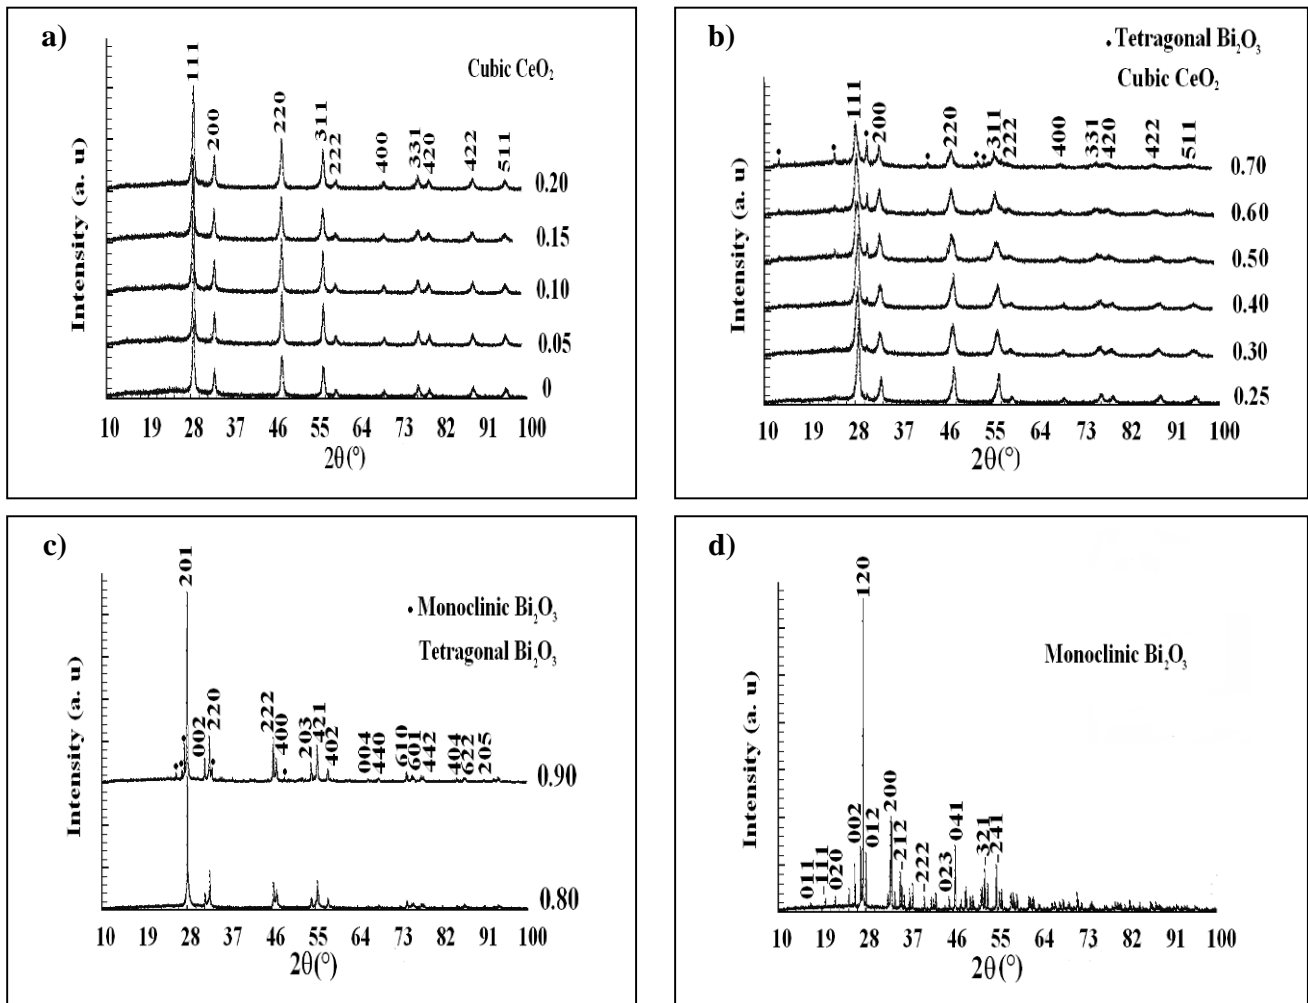 a)
Cubic CeO₂
111
200
220
311
222
400
331
420
422
511
0.20
0.15
0.10
0.05
0
Intensity (a. u)
10 19 28 37 46 55 64 73 82 91 100
2θ(°)
b)
Tetragonal Bi₂O₃
Cubic CeO₂
111
200
220
311
222
400
331
420
422
511
0.70
0.60
0.50
0.40
0.30
0.25
Intensity (a. u)
10 19 28 37 46 55 64 73 82 91 100
2θ(°)
c)
Monoclinic Bi₂O₃
Tetragonal Bi₂O₃
201
002
220
222
400
203
421
402
004
440
610
601
442
404
622
205
0.90
0.80
Intensity (a. u)
10 19 28 37 46 55 64 73 82 91 100
2θ(°)
d)
Monoclinic Bi₂O₃
011
111
020
002
120
012
200
212
222
023
041
321
241
Intensity (a. u)
10 19 28 37 46 55 64 73 82 91 100
2θ(°)